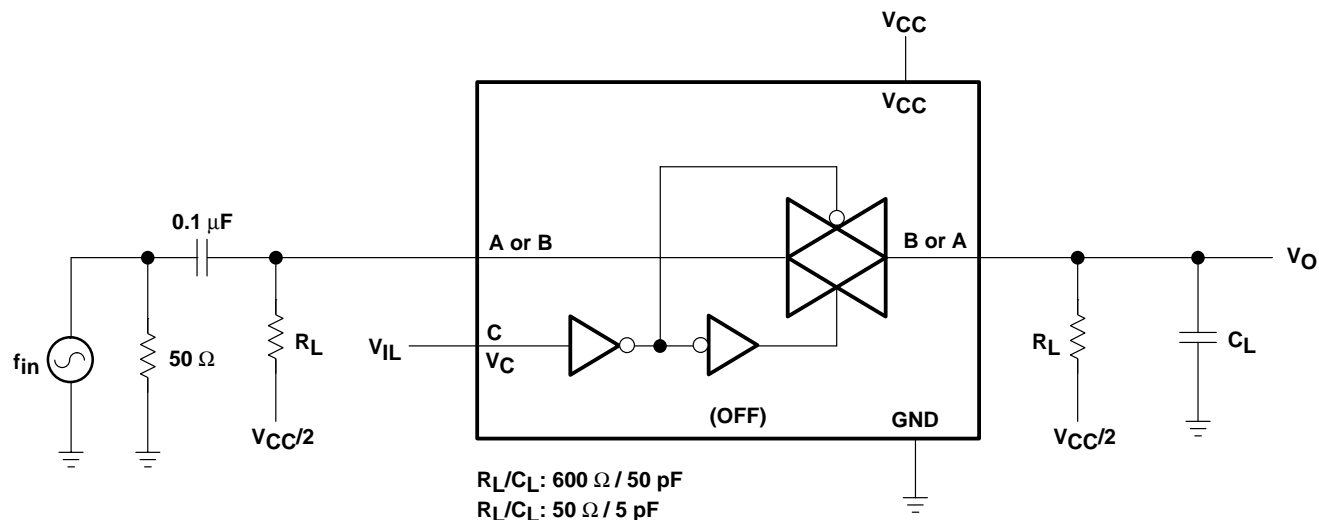 VCC
VCC
0.1 μF
A or B
B or A
VO
fin
50 Ω
RL
VCC/2
VIL
C
VC
(OFF)
GND
RL
VCC/2
CL
RL/CL: 600 Ω / 50 pF
RL/CL: 50 Ω / 5 pF